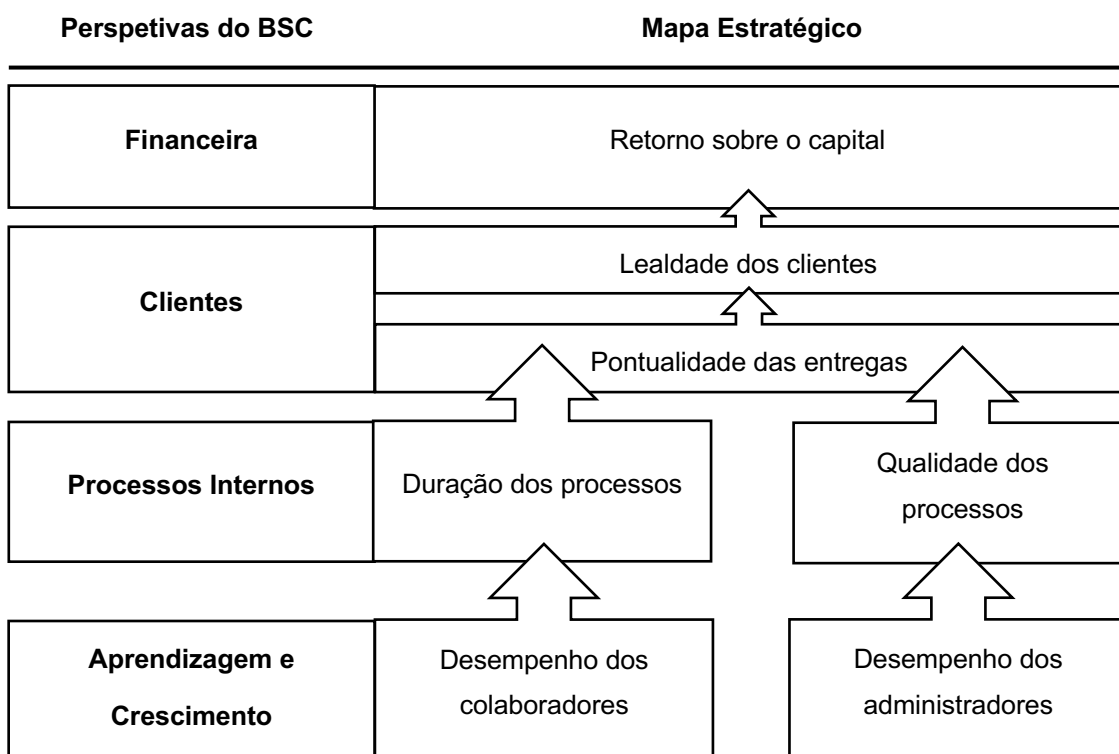 Perspetivas do BSC
Mapa Estratégico
Financeira
Retorno sobre o capital
Clientes
Lealdade dos clientes
Pontualidade das entregas
Processos Internos
Duração dos processos
Qualidade dos
processos
Aprendizagem e
Crescimento
Desempenho dos
colaboradores
Desempenho dos
administradores